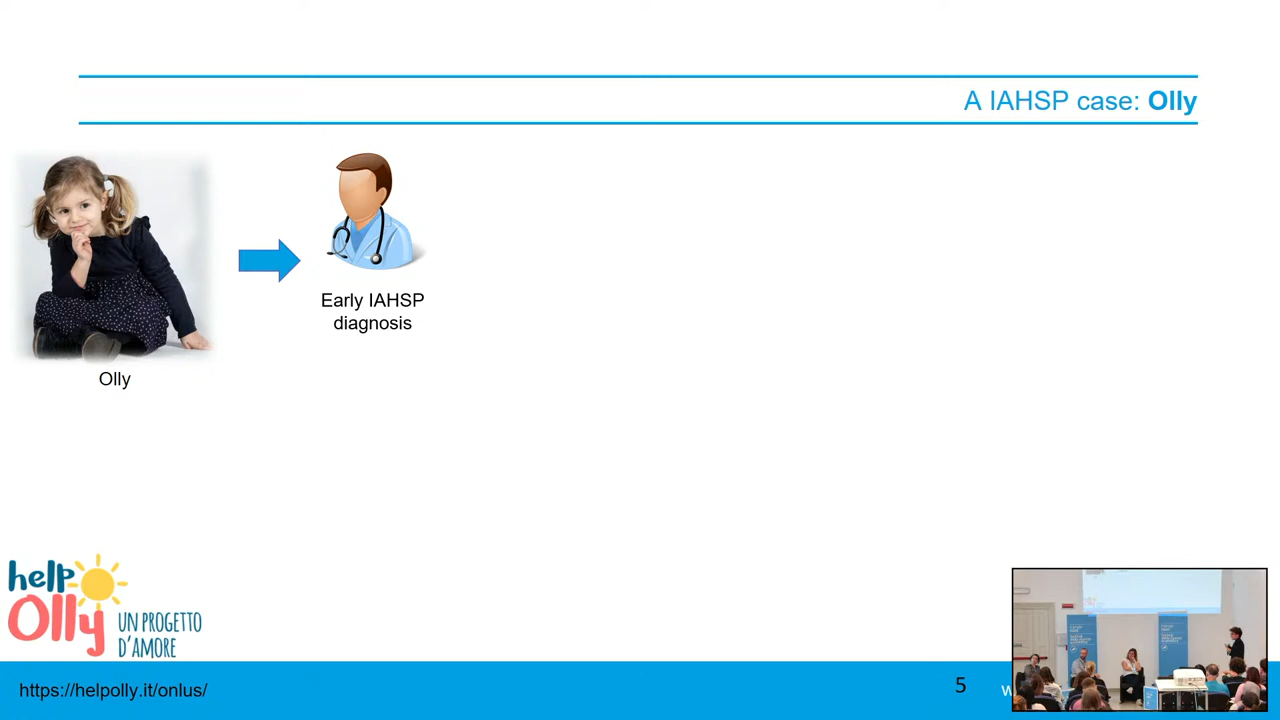 A IAHSP case: Olly
Early IAHSP
diagnosis
Olly
help
Olly
UN PROGETTO
D'AMORE
https://helpolly.it/onlus/
5
w